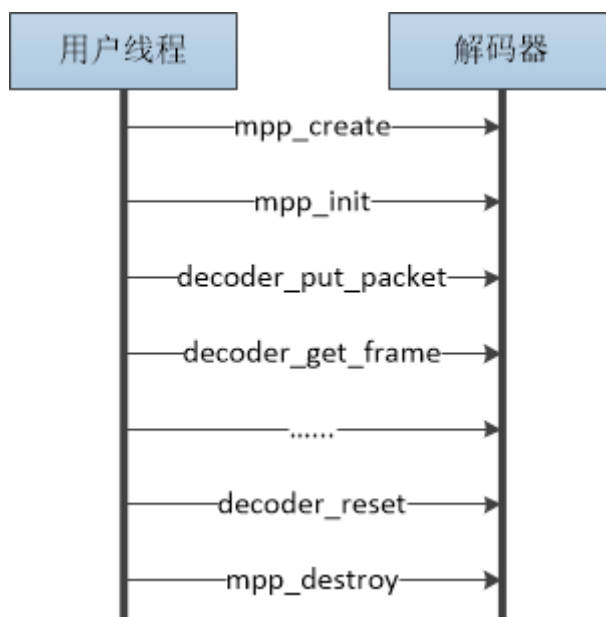 用户线程
解码器
mpp_create
mpp_init
decoder_put_packet
decoder_get_frame
……
decoder_reset
mpp_destroy